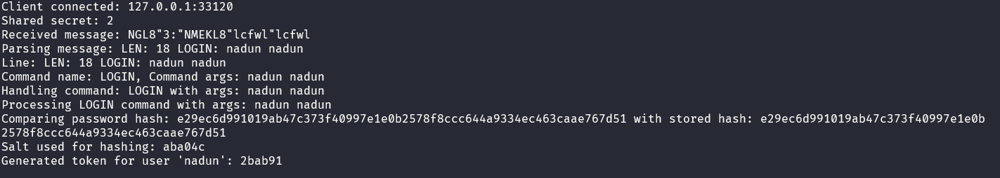 Client connected: 127.0.0.1:33120
Shared secret: 2
Received message: NGL8"3:"NMEKL8"lcfwl"lcfwl
Parsing message: LEN: 18 LOGIN: nadun nadun
Line: LEN: 18 LOGIN: nadun nadun
Command name: LOGIN, Command args: nadun nadun
Handling command: LOGIN with args: nadun nadun
Processing LOGIN command with args: nadun nadun
Comparing password hash: e29ec6d991019ab47c373f40997e1e0b2578f8ccc644a9334ec463caae767d51 with stored hash: e29ec6d991019ab47c373f40997e1e0b
2578f8ccc644a9334ec463caae767d51
Salt used for hashing: aba04c
Generated token for user 'nadun': 2bab91